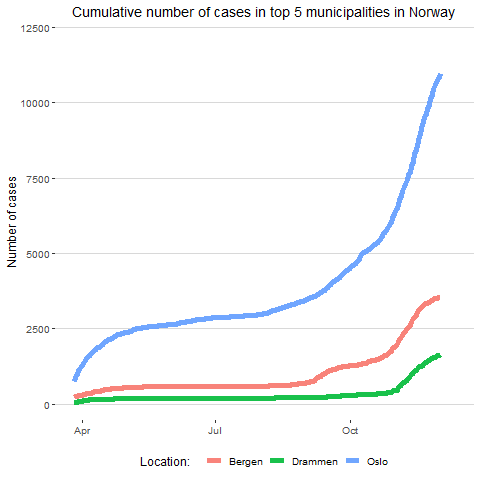 Cumulative number of cases in top 5 municipalities in Norway
12500
10000
7500
5000
2500
0
Number of cases
Apr
Jul
Oct
Location:
Bergen
Drammen
Oslo